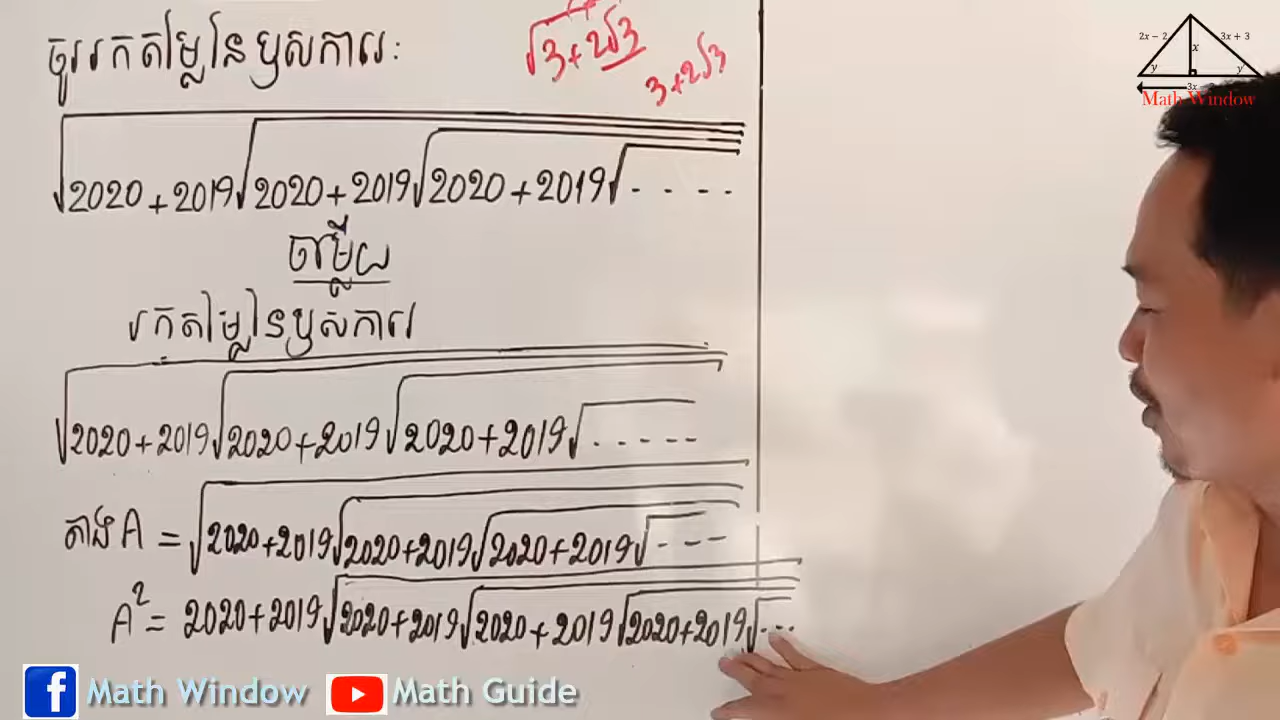 ចូររកតម្លៃនៃឫសការេ:
√3+2√3
3+2√3
√2020+2019√2020+2019√2020+2019√....
ចម្លើយ
រកតម្លៃនៃឫសការេ
√2020+2019√2020+2019√2020+2019√.....
តាង A = √2020+2019√2020+2019√2020+2019√---
A² = 2020+2019√2020+2019√2020+2019√2020+2019√...
2x − 2
3x + 3
x
y
y
3x
Math Window
Math Window
Math Guide